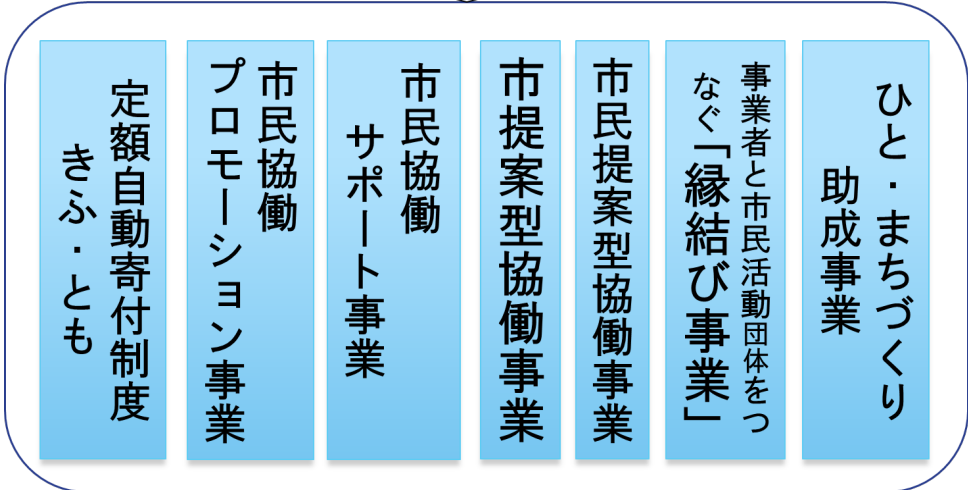 ひと・まちづくり
助成事業
事業者と市民活動団体をつ
なぐ「縁結び事業」
市民提案型協働事業
市提案型協働事業
市民協働
サポート事業
市民協働
プロモーション事業
定額自動寄付制度
きふ・とも